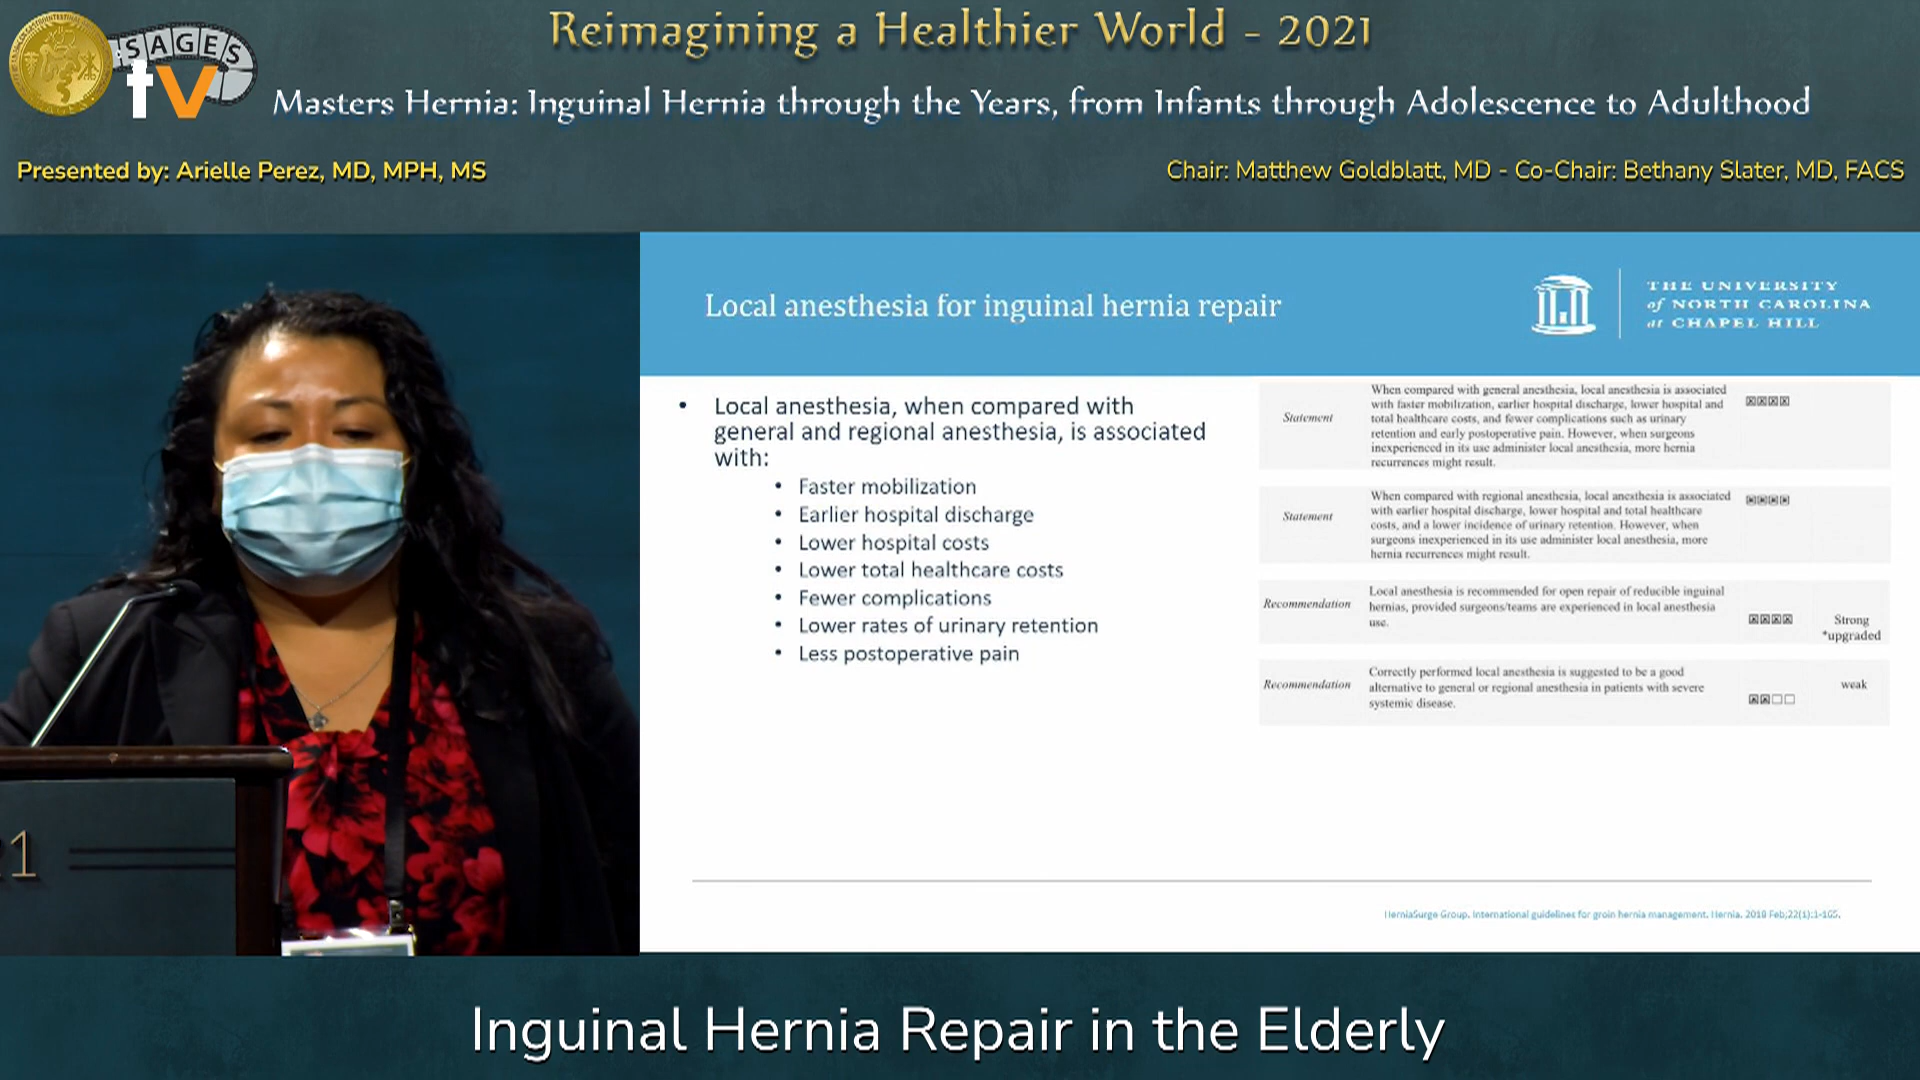 Reimagining a Healthier World - 2021
SAGES
tv
Masters Hernia: Inguinal Hernia through the Years, from Infants through Adolescence to Adulthood
Presented by: Arielle Perez, MD, MPH, MS
Chair: Matthew Goldblatt, MD - Co-Chair: Bethany Slater, MD, FACS
Local anesthesia for inguinal hernia repair
THE UNIVERSITY
of NORTH CAROLINA
at CHAPEL HILL
• Local anesthesia, when compared with
general and regional anesthesia, is associated
with:
• Faster mobilization
• Earlier hospital discharge
• Lower hospital costs
• Lower total healthcare costs
• Fewer complications
• Lower rates of urinary retention
• Less postoperative pain
Statement
When compared with general anesthesia, local anesthesia is associated
with faster mobilization, earlier hospital discharge, lower hospital and
total healthcare costs, and fewer complications such as urinary
retention and early postoperative pain. However, when surgeons
inexperienced in its use administer local anesthesia, more hernia
recurrences might result.
Statement
When compared with regional anesthesia, local anesthesia is associated
with earlier hospital discharge, lower hospital and total healthcare
costs, and a lower incidence of urinary retention. However, when
surgeons inexperienced in its use administer local anesthesia, more
hernia recurrences might result.
Recommendation
Local anesthesia is recommended for open repair of reducible inguinal
hernias, provided surgeons/teams are experienced in local anesthesia
use.
Strong
*upgraded
Recommendation
Correctly performed local anesthesia is suggested to be a good
alternative to general or regional anesthesia in patients with severe
systemic disease.
weak
HerniaSurge Group. International guidelines for groin hernia management. Hernia. 2018 Feb;22(1):1-165.
21
Inguinal Hernia Repair in the Elderly